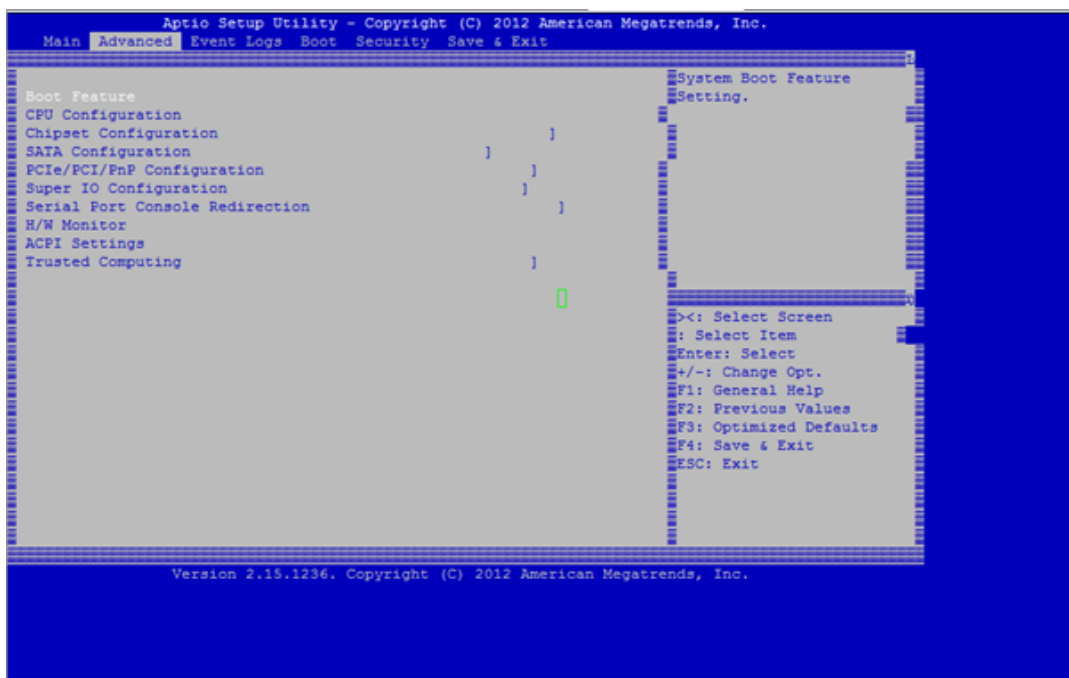 Aptio Setup Utility - Copyright (C) 2012 American Megatrends, Inc.
Main Advanced Event Logs Boot Security Save & Exit
Boot Feature
CPU Configuration
Chipset Configuration ]
SATA Configuration ]
PCIe/PCI/PnP Configuration ]
Super IO Configuration ]
Serial Port Console Redirection ]
H/W Monitor
ACPI Settings
Trusted Computing ]
System Boot Feature
Setting.
><: Select Screen
: Select Item
Enter: Select
+/-: Change Opt.
F1: General Help
F2: Previous Values
F3: Optimized Defaults
F4: Save & Exit
ESC: Exit
Version 2.15.1236. Copyright (C) 2012 American Megatrends, Inc.